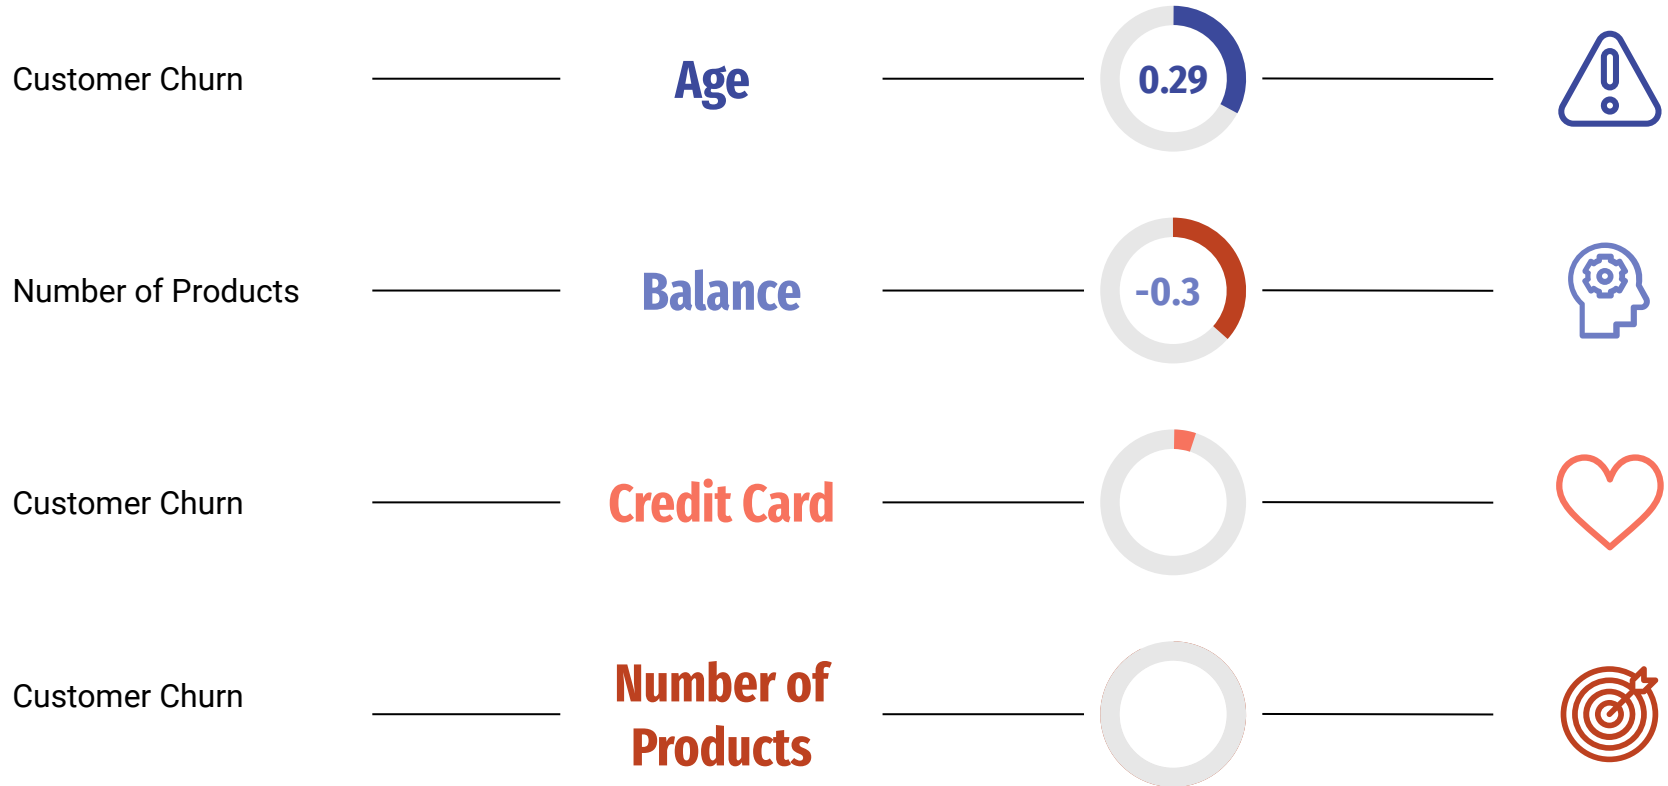 Customer Churn
Age
0.29
Number of Products
Balance
-0.3
Customer Churn
Credit Card
Customer Churn
Number of
Products